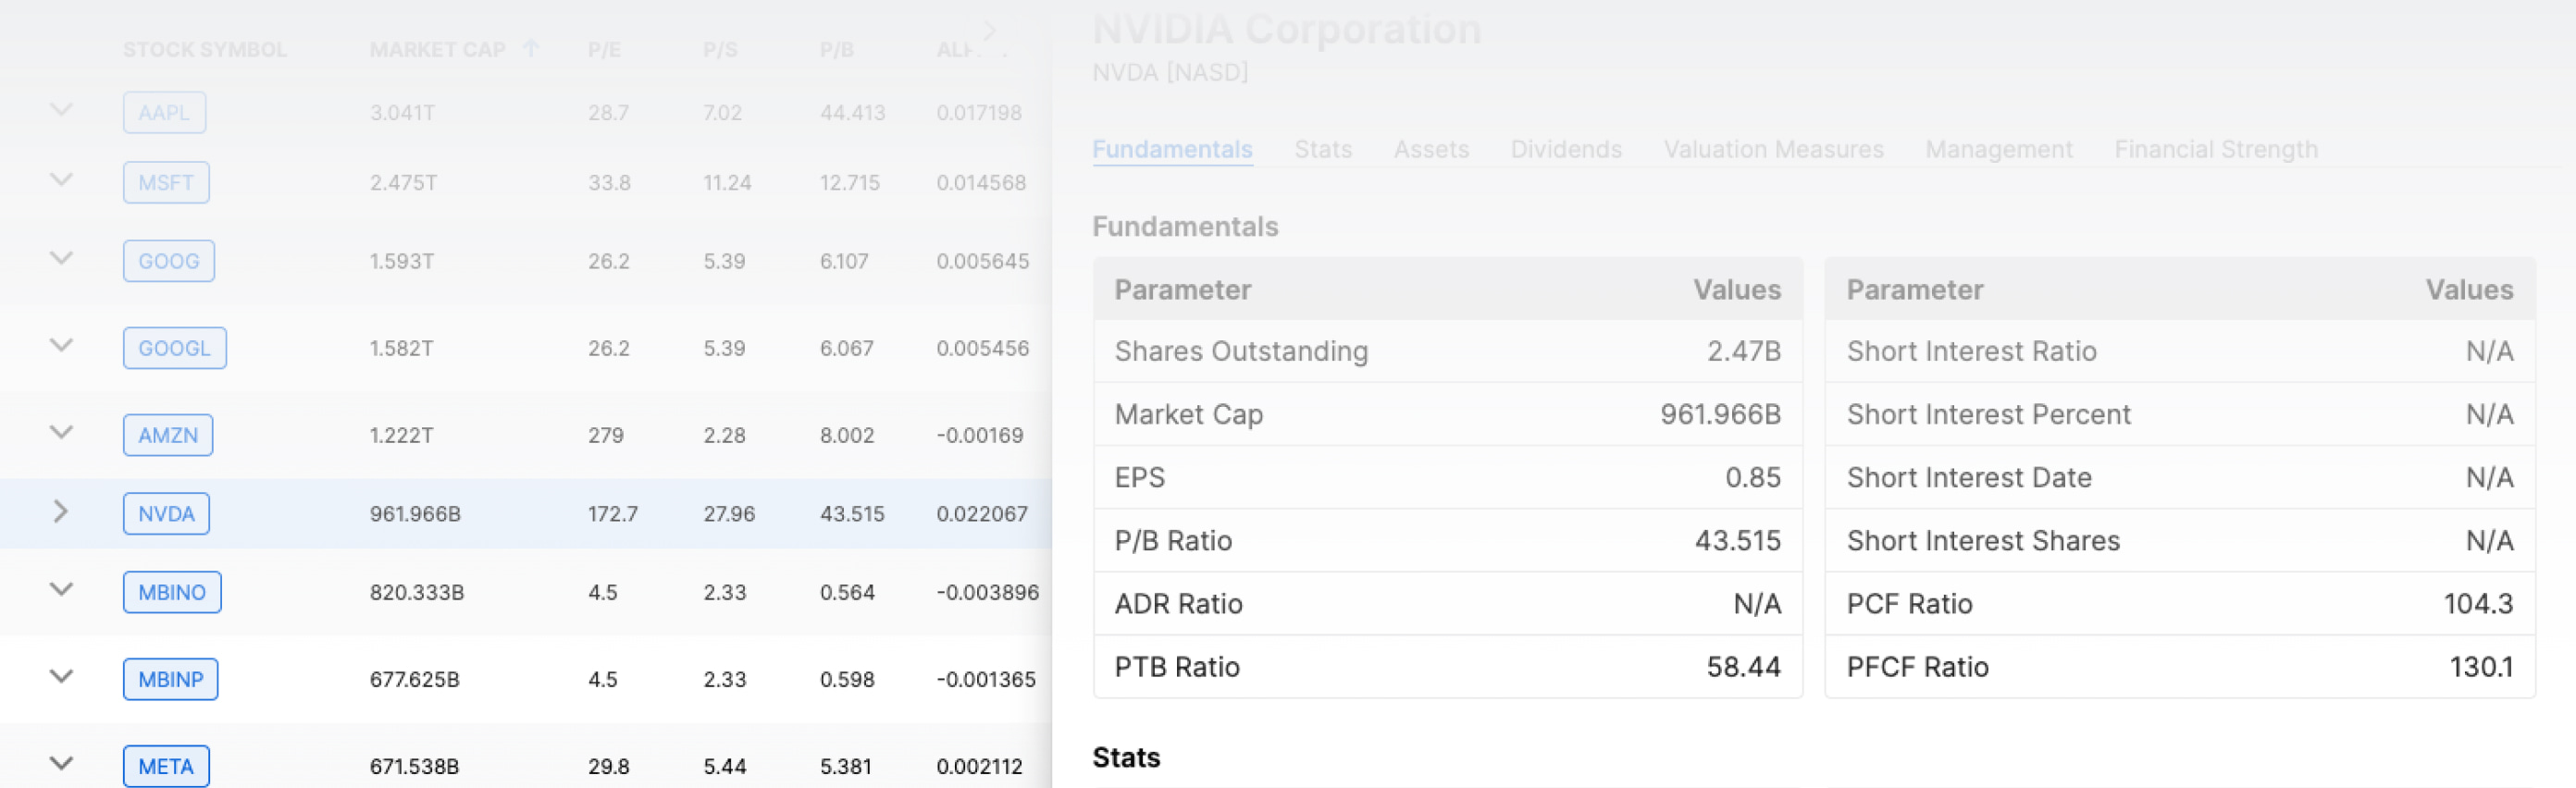 STOCK SYMBOL MARKET CAP P/E P/S P/B
AAPL 3.041T 28.7 7.02 44.413 0.017198
MSFT 2.475T 33.8 11.24 12.715 0.014568
GOOG 1.593T 26.2 5.39 6.107 0.005645
GOOGL 1.582T 26.2 5.39 6.067 0.005456
AMZN 1.222T 279 2.28 8.002 -0.00169
NVDA 961.966B 172.7 27.96 43.515 0.022067
MBINO 820.333B 4.5 2.33 0.564 -0.003896
MBINP 677.625B 4.5 2.33 0.598 -0.001365
META 671.538B 29.8 5.44 5.381 0.002112
NVIDIA Corporation
NVDA [NASD]
Fundamentals Stats Assets Dividends Valuation Measures Management Financial Strength
Fundamentals
Parameter Values
Shares Outstanding 2.47B
Market Cap 961.966B
EPS 0.85
P/B Ratio 43.515
ADR Ratio N/A
PTB Ratio 58.44
Parameter Values
Short Interest Ratio N/A
Short Interest Percent N/A
Short Interest Date N/A
Short Interest Shares N/A
PCF Ratio 104.3
PFCF Ratio 130.1
Stats